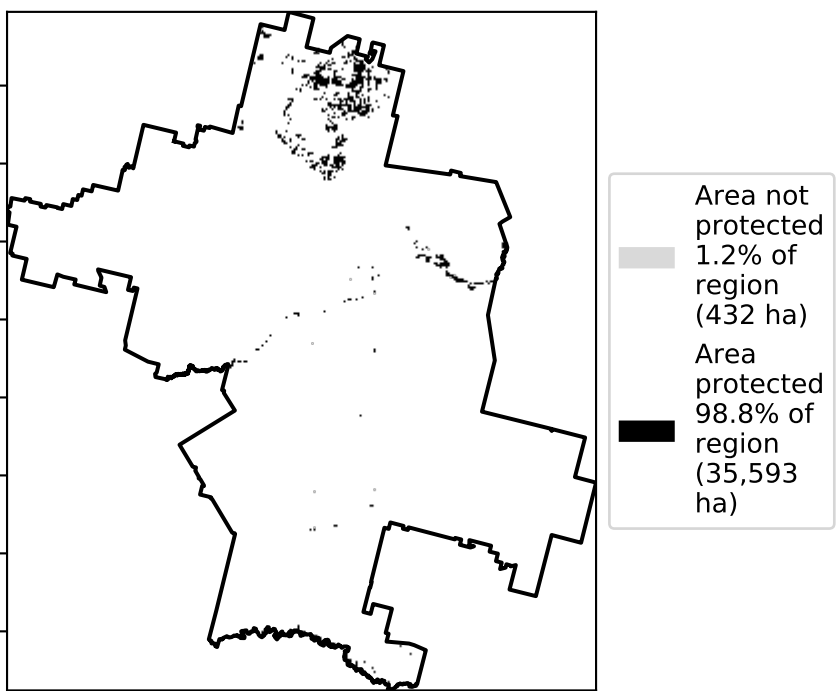 Area not
protected
1.2% of
region
(432 ha)
Area
protected
98.8% of
region
(35,593
ha)